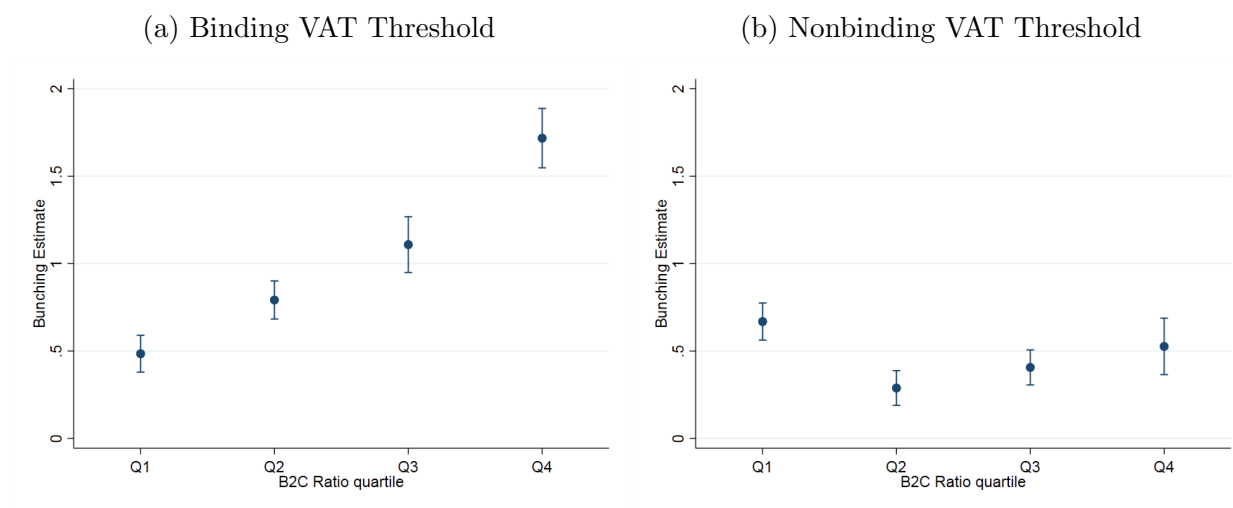 (a) Binding VAT Threshold
2
1.5
1
.5
0
Bunching Estimate
Q1 Q2 Q3 Q4
B2C Ratio quartile
(b) Nonbinding VAT Threshold
2
1.5
1
.5
0
Bunching Estimate
Q1 Q2 Q3 Q4
B2C Ratio quartile